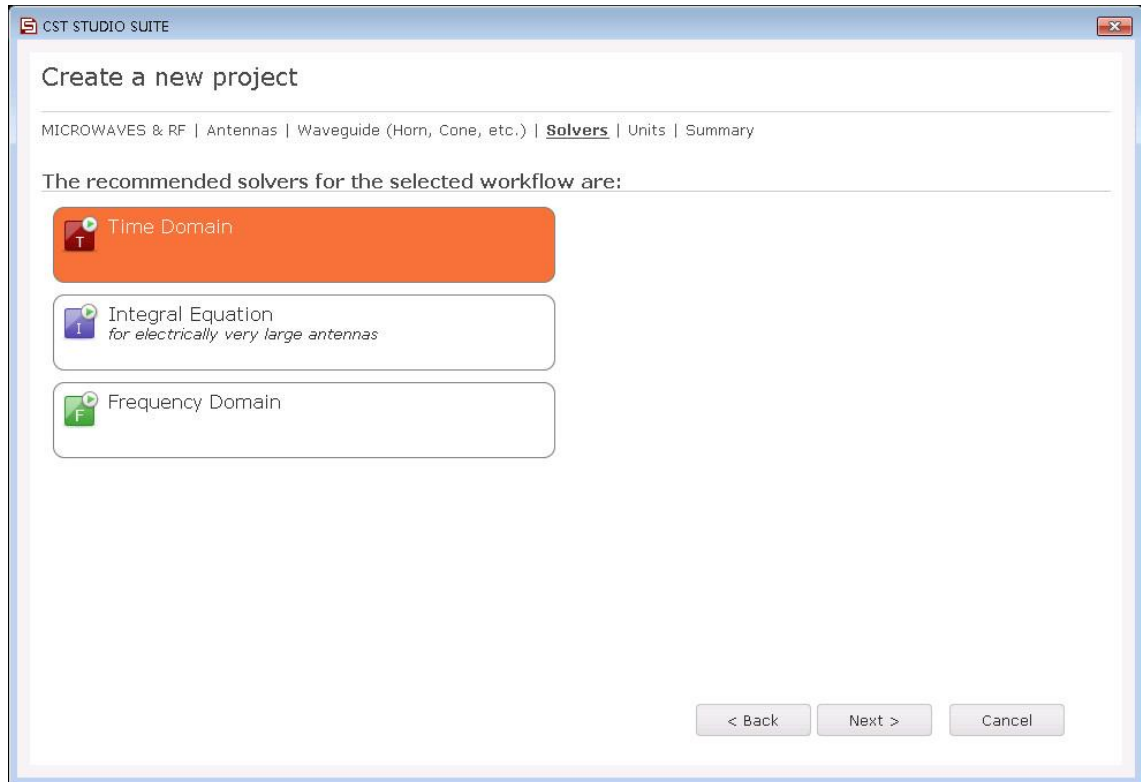 CST STUDIO SUITE
Create a new project
MICROWAVES & RF | Antennas | Waveguide (Horn, Cone, etc.) | Solvers | Units | Summary
The recommended solvers for the selected workflow are:
T
Time Domain
I
Integral Equation
for electrically very large antennas
F
Frequency Domain
< Back
Next >
Cancel